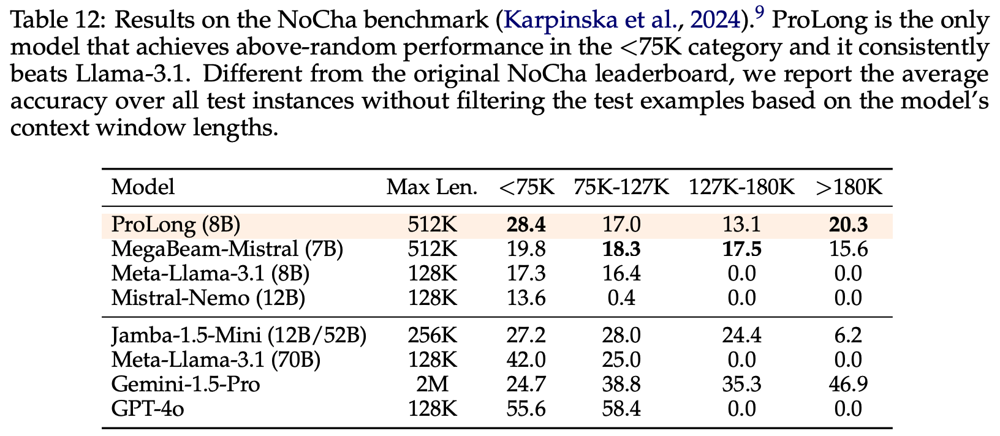 Table 12: Results on the NoCha benchmark (Karpinska et al., 2024).9 ProLong is the only
model that achieves above-random performance in the <75K category and it consistently
beats Llama-3.1. Different from the original NoCha leaderboard, we report the average
accuracy over all test instances without filtering the test examples based on the model's
context window lengths.
Model Max Len. <75K 75K-127K 127K-180K >180K
ProLong (8B) 512K 28.4 17.0 13.1 20.3
MegaBeam-Mistral (7B) 512K 19.8 18.3 17.5 15.6
Meta-Llama-3.1 (8B) 128K 17.3 16.4 0.0 0.0
Mistral-Nemo (12B) 128K 13.6 0.4 0.0 0.0
Jamba-1.5-Mini (12B/52B) 256K 27.2 28.0 24.4 6.2
Meta-Llama-3.1 (70B) 128K 42.0 25.0 0.0 0.0
Gemini-1.5-Pro 2M 24.7 38.8 35.3 46.9
GPT-4o 128K 55.6 58.4 0.0 0.0